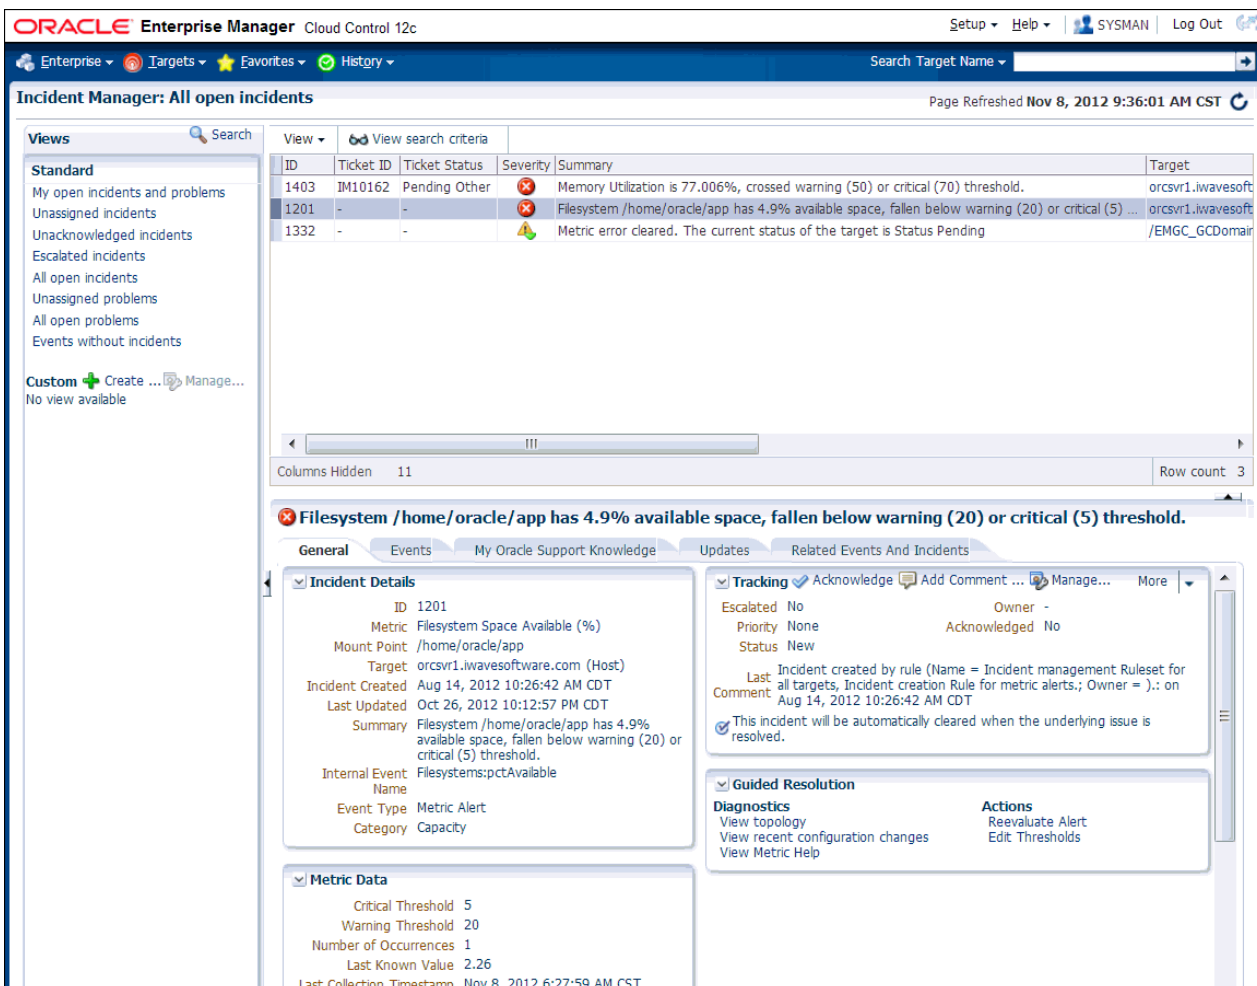 ORACLE Enterprise Manager Cloud Control 12c
Setup Help SYSMAN Log Out
Enterprise Targets Favorites History Search Target Name
Incident Manager: All open incidents
Page Refreshed Nov 8, 2012 9:36:01 AM CST
Views Search
Standard
My open incidents and problems
Unassigned incidents
Unacknowledged incidents
Escalated incidents
All open incidents
Unassigned problems
All open problems
Events without incidents
Custom Create ... Manage...
No view available
View View search criteria
ID Ticket ID Ticket Status Severity Summary Target
1403 IM10162 Pending Other Memory Utilization is 77.006%, crossed warning (50) or critical (70) threshold. orcsvr1.iwavesoft
1201 - - Filesystem /home/oracle/app has 4.9% available space, fallen below warning (20) or critical (5) ... orcsvr1.iwavesoft
1332 - - Metric error cleared. The current status of the target is Status Pending /EMGC_GCDomain
Columns Hidden 11
Row count 3
Filesystem /home/oracle/app has 4.9% available space, fallen below warning (20) or critical (5) threshold.
General Events My Oracle Support Knowledge Updates Related Events And Incidents
Incident Details
ID 1201
Metric Filesystem Space Available (%)
Mount Point /home/oracle/app
Target orcsvr1.iwavesoftware.com (Host)
Incident Created Aug 14, 2012 10:26:42 AM CDT
Last Updated Oct 26, 2012 10:12:57 PM CDT
Summary Filesystem /home/oracle/app has 4.9%
available space, fallen below warning (20) or
critical (5) threshold.
Internal Event Filesystems:pctAvailable
Name
Event Type Metric Alert
Category Capacity
Metric Data
Critical Threshold 5
Warning Threshold 20
Number of Occurrences 1
Last Known Value 2.26
Last Collection Timestamp Nov 8, 2012 6:27:59 AM CST
Tracking Acknowledge Add Comment ... Manage... More
Escalated No Owner -
Priority None Acknowledged No
Status New
Last Comment Incident created by rule (Name = Incident management Ruleset for
all targets, Incident creation Rule for metric alerts.; Owner = ).: on
Aug 14, 2012 10:26:42 AM CDT
This incident will be automatically cleared when the underlying issue is
resolved.
Guided Resolution
Diagnostics Actions
View topology Reevaluate Alert
View recent configuration changes Edit Thresholds
View Metric Help